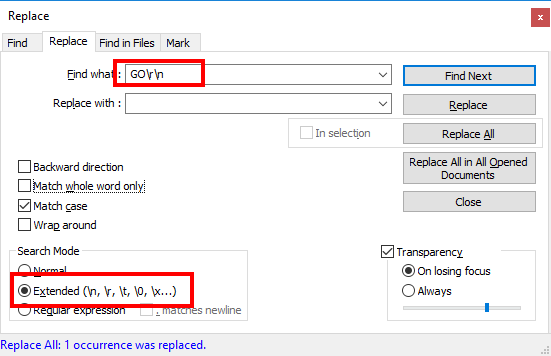 Replace
x
Find
Replace
Find in Files
Mark
Find what :
GO\r\n
Find Next
Replace with :
Replace
In selection
Replace All
Backward direction
Replace All in All Opened
Documents
Match whole word only
Match case
Close
Wrap around
Search Mode
Transparency
Normal
On losing focus
Extended (\n, \r, \t, \0, \x...)
Always
Regular expression
. matches newline
Replace All: 1 occurrence was replaced.